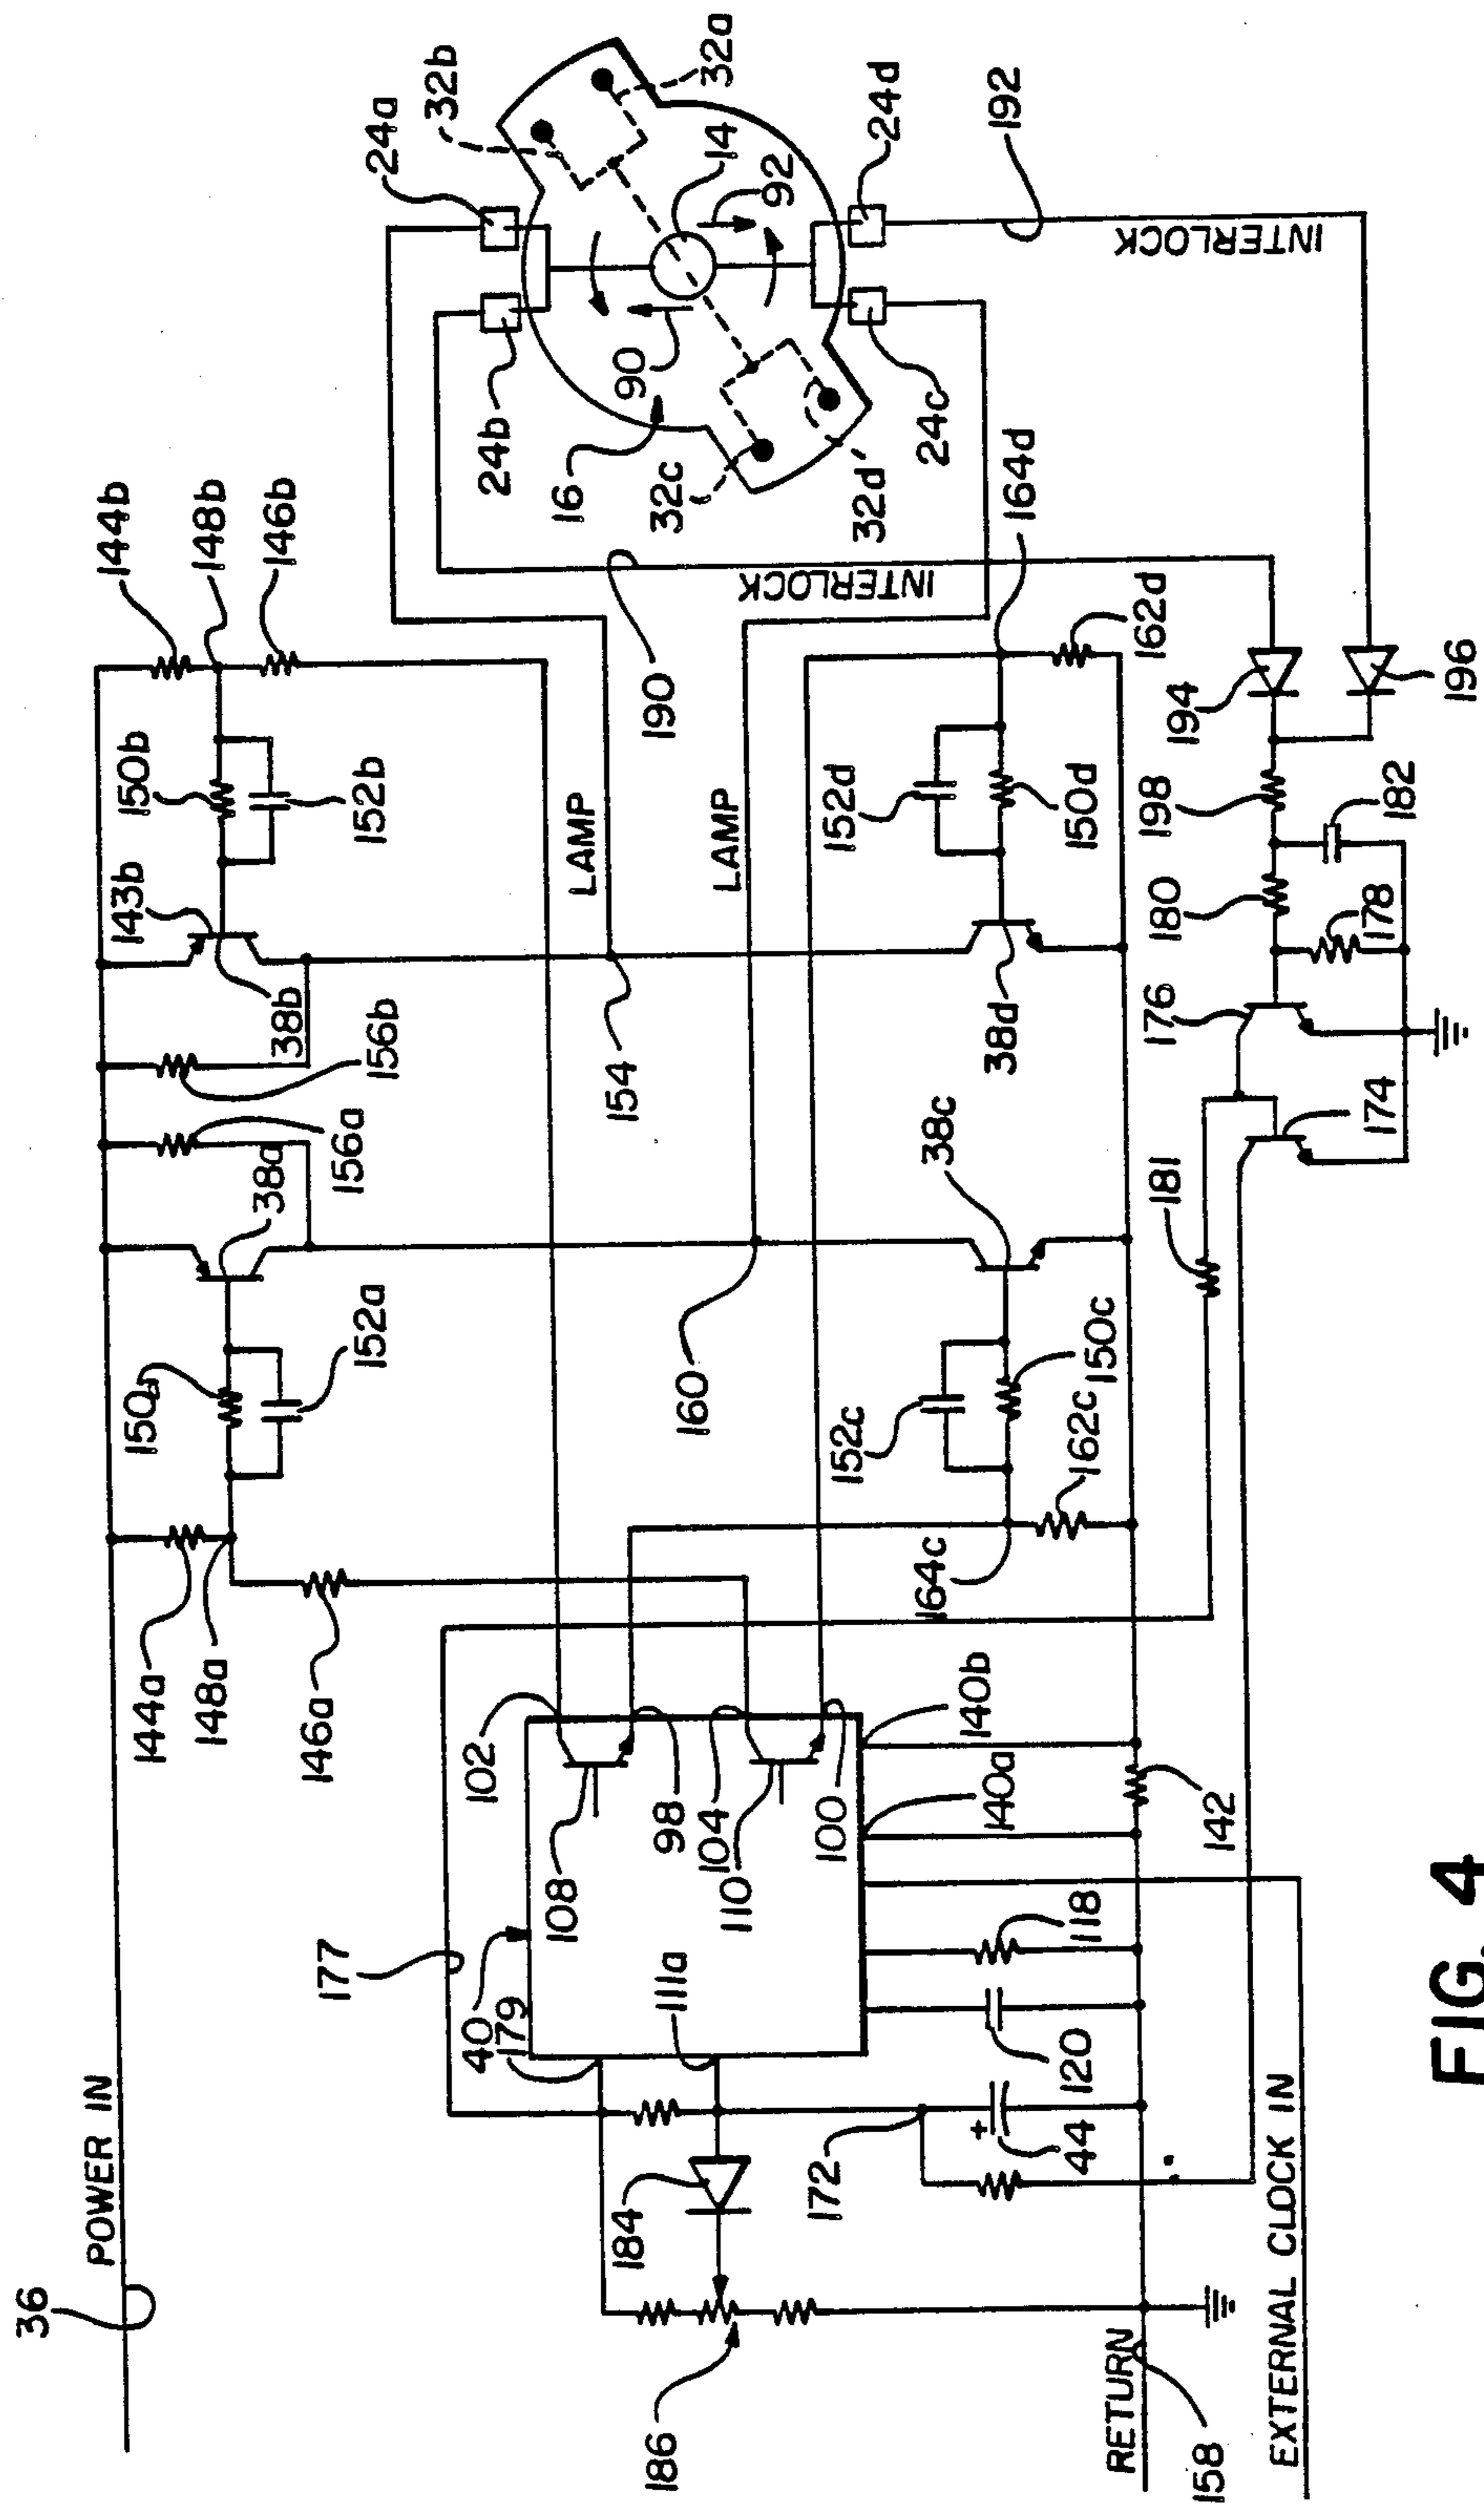 36
POWER IN
144a
148a
146a
150a
152a
38a
156a
156b
38b
143b
150b
152b
144b
148b
146b
24a
32b
32a
24b
16
90
14
92
32c
32d
24c
24d
192
INTERLOCK
INTERLOCK
190
LAMP
LAMP
154
160
177
40
179
111a
108
102
98
104
110
100
140b
140a
142
118
120
44
172
184
186
RETURN
158
EXTERNAL CLOCK IN
164c
162c
152c
150c
38c
38d
152d
150d
164d
162d
181
174
176
178
180
182
198
194
196
FIG. 4